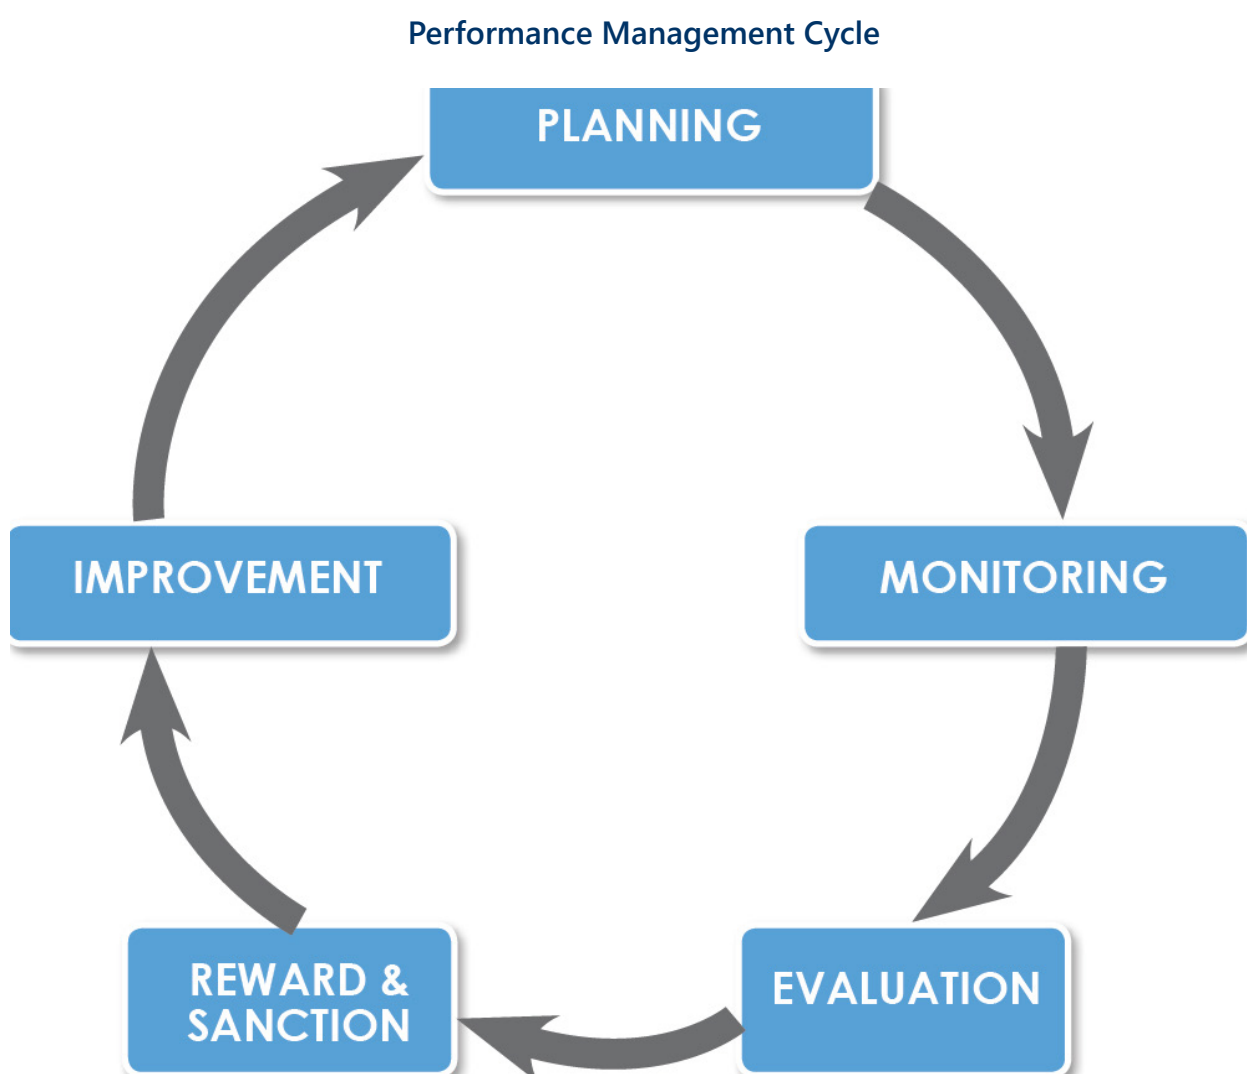 Performance Management Cycle
PLANNING
IMPROVEMENT
MONITORING
REWARD &
SANCTION
EVALUATION